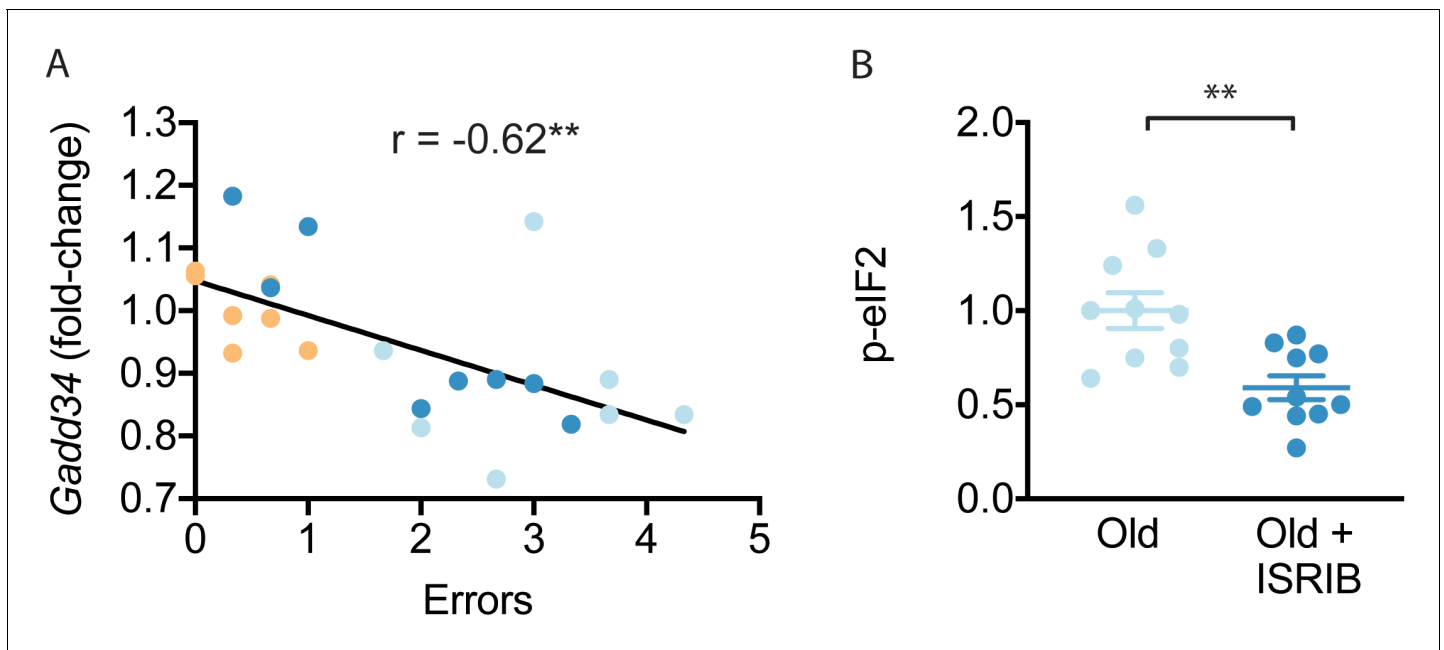 A
Gadd34 (fold-change)
1.3
1.2
1.1
1.0
0.9
0.8
0.7
r = -0.62**
0 1 2 3 4 5
Errors
B
p-eIF2
2.0
1.5
1.0
0.5
0.0
**
Old
Old +
ISRIB